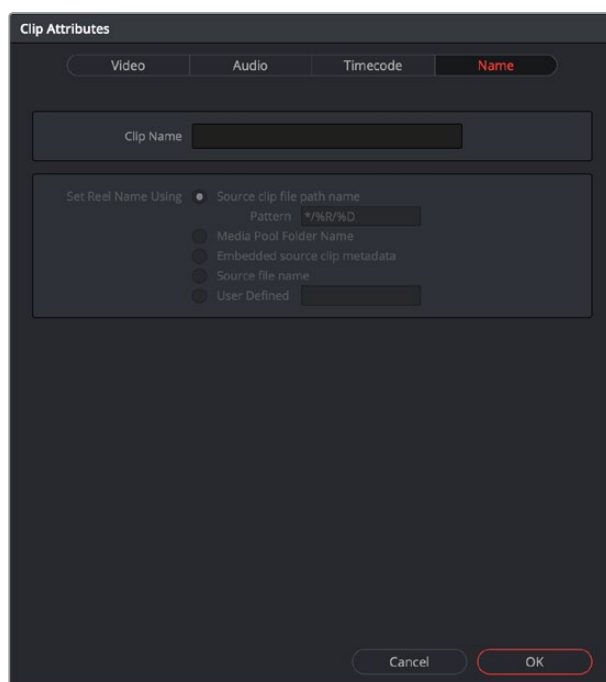 Clip Attributes
Video Audio Timecode Name
Clip Name
Set Reel Name Using Source clip file path name
Pattern */%R/%D
Media Pool Folder Name
Embedded source clip metadata
Source file name
User Defined
Cancel OK